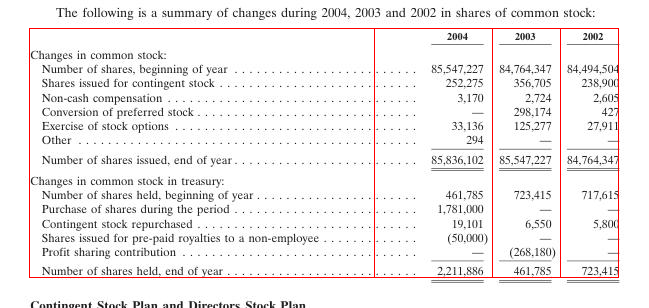 The following is a summary of changes during 2004, 2003 and 2002 in shares of common stock:
2004 2003 2002
Changes in common stock:
Number of shares, beginning of year . . . . . . . . . . . . . . . . . . . . . . . . . 85,547,227 84,764,347 84,494,504
Shares issued for contingent stock . . . . . . . . . . . . . . . . . . . . . . . . . . . 252,275 356,705 238,900
Non-cash compensation . . . . . . . . . . . . . . . . . . . . . . . . . . . . . . . . . . 3,170 2,724 2,605
Conversion of preferred stock . . . . . . . . . . . . . . . . . . . . . . . . . . . . . . — 298,174 427
Exercise of stock options . . . . . . . . . . . . . . . . . . . . . . . . . . . . . . . . . 33,136 125,277 27,911
Other . . . . . . . . . . . . . . . . . . . . . . . . . . . . . . . . . . . . . . . . . . . . . . 294 — —
Number of shares issued, end of year . . . . . . . . . . . . . . . . . . . . . . . . . 85,836,102 85,547,227 84,764,347
Changes in common stock in treasury:
Number of shares held, beginning of year . . . . . . . . . . . . . . . . . . . . . . 461,785 723,415 717,615
Purchase of shares during the period . . . . . . . . . . . . . . . . . . . . . . . . . 1,781,000 — —
Contingent stock repurchased . . . . . . . . . . . . . . . . . . . . . . . . . . . . . . 19,101 6,550 5,800
Shares issued for pre-paid royalties to a non-employee . . . . . . . . . . . . . (50,000) — —
Profit sharing contribution . . . . . . . . . . . . . . . . . . . . . . . . . . . . . . . . — (268,180) —
Number of shares held, end of year . . . . . . . . . . . . . . . . . . . . . . . . . . 2,211,886 461,785 723,415
Contingent Stock Plan and Directors Stock Plan